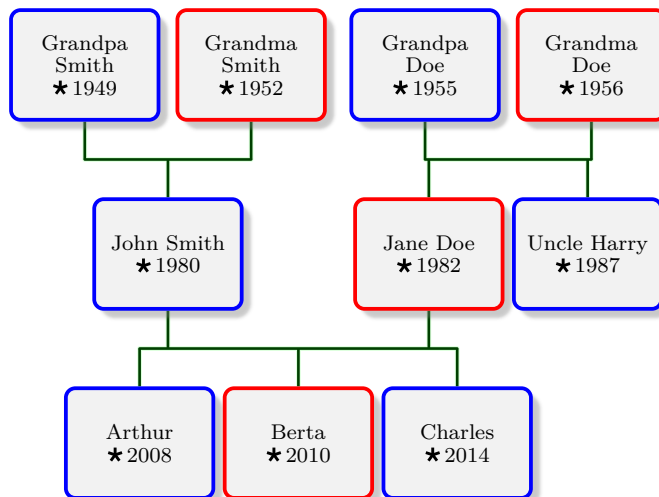 Grandpa
Smith
★1949
Grandma
Smith
★1952
Grandpa
Doe
★1955
Grandma
Doe
★1956
John Smith
★1980
Jane Doe
★1982
Uncle Harry
★1987
Arthur
★2008
Berta
★2010
Charles
★2014